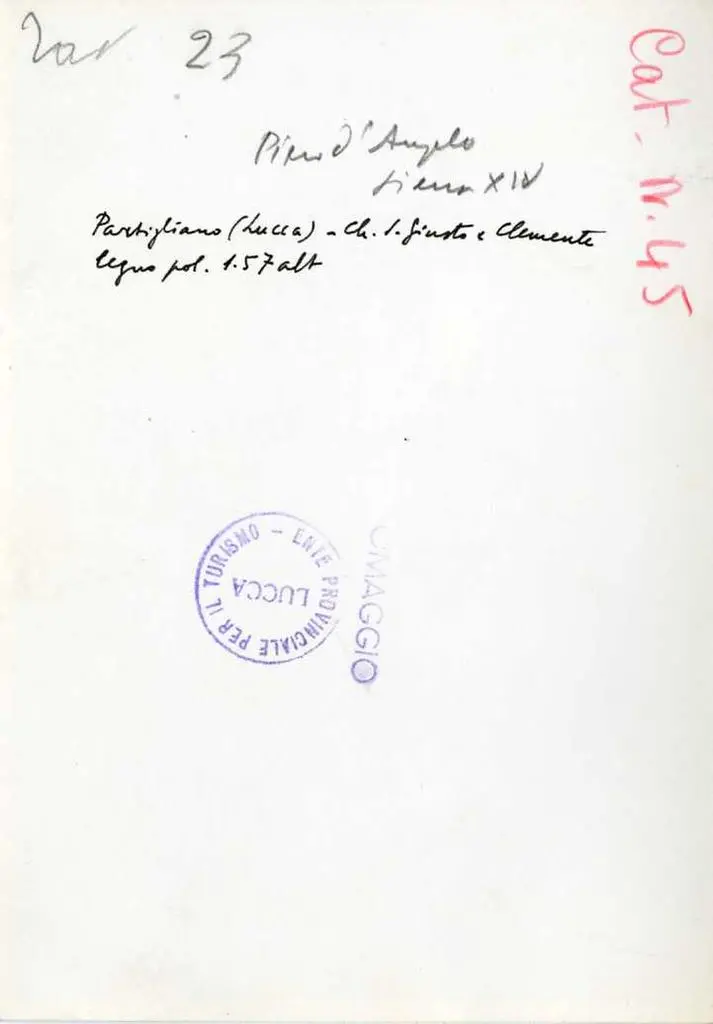 Tav 23
Cat. Nr. 45
Piero d'Angelo
Siena XIV
Partigliano (Lucca) - Ch. S. Giusto e Clemente
legno pol. 1.57 alt
ENTE PROVINCIALE PER IL TURISMO -
LUCCA
OMAGGIO